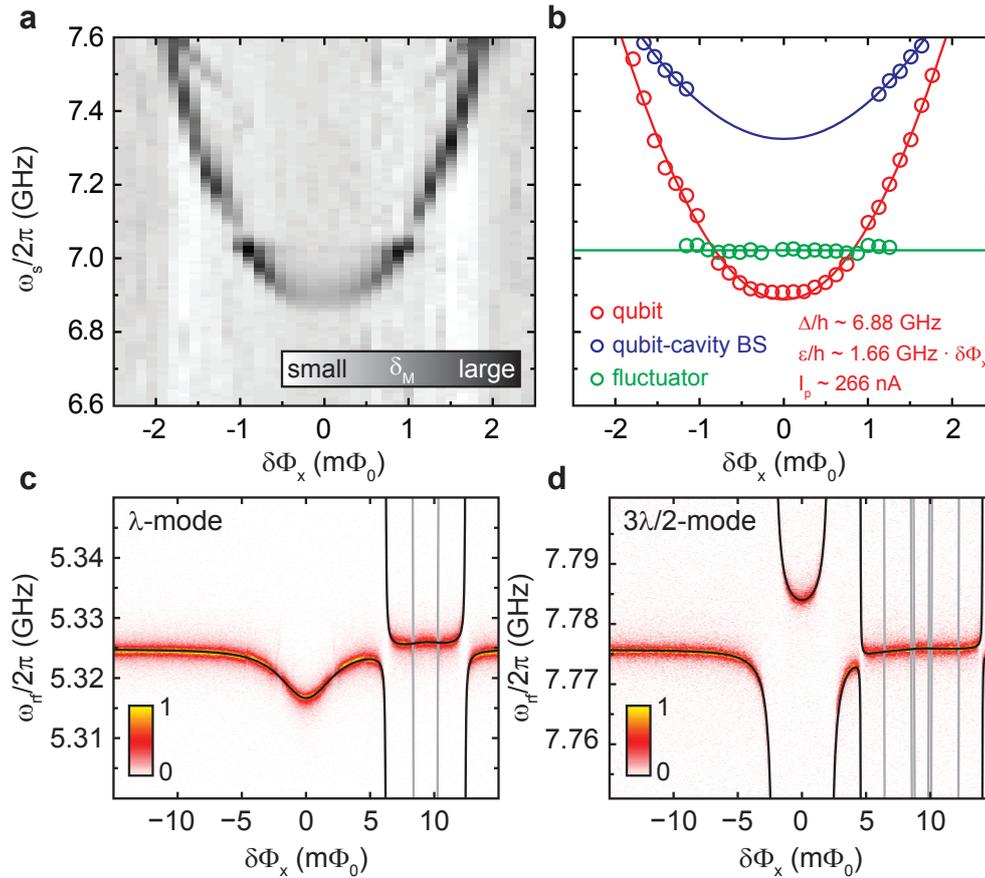 a
7.6
7.4
7.2
7.0
6.8
6.6
ωs/2π (GHz)
small δM large
-2 -1 0 1 2
δΦx (mΦ0)
b
qubit
qubit-cavity BS
fluctuator
Δ/h ~ 6.88 GHz
ε/h ~ 1.66 GHz · δΦx
Ip ~ 266 nA
-2 -1 0 1 2
δΦx (mΦ0)
c
λ-mode
5.34
5.33
5.32
5.31
ωrf/2π (GHz)
1
0
−10 −5 0 5 10
δΦx (mΦ0)
d
3λ/2-mode
7.79
7.78
7.77
7.76
ωrf/2π (GHz)
1
0
−10 −5 0 5 10
δΦx (mΦ0)